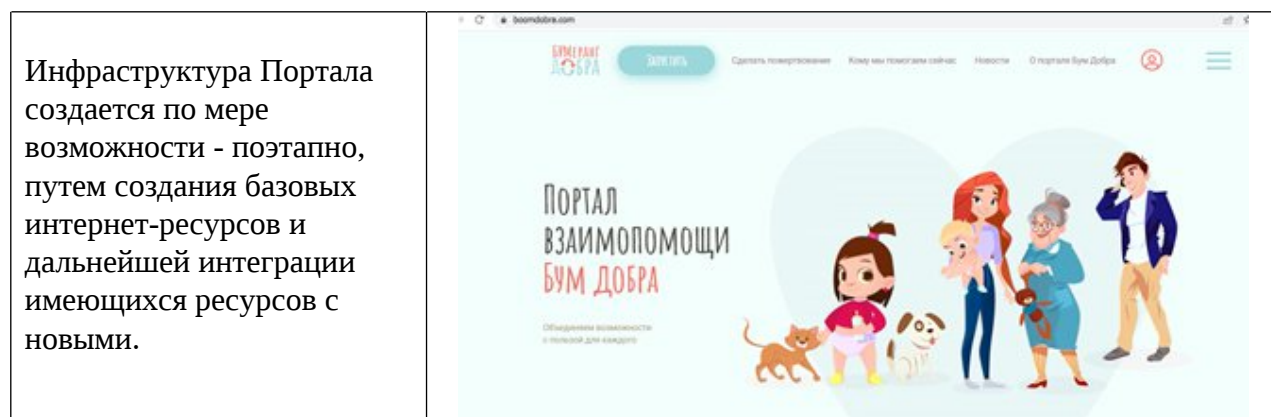 Инфраструктура Портала
создается по мере
возможности - поэтапно,
путем создания базовых
интернет-ресурсов и
дальнейшей интеграции
имеющихся ресурсов с
новыми.
boomdobra.com
БУМЕРАНГ
ДОБРА
Запустить
Сделать пожертвование
Кому мы помогаем сейчас
Новости
О портале Бум Добра
Портал
взаимопомощи
Бум добра
Объединяем возможности
с пользой для каждого